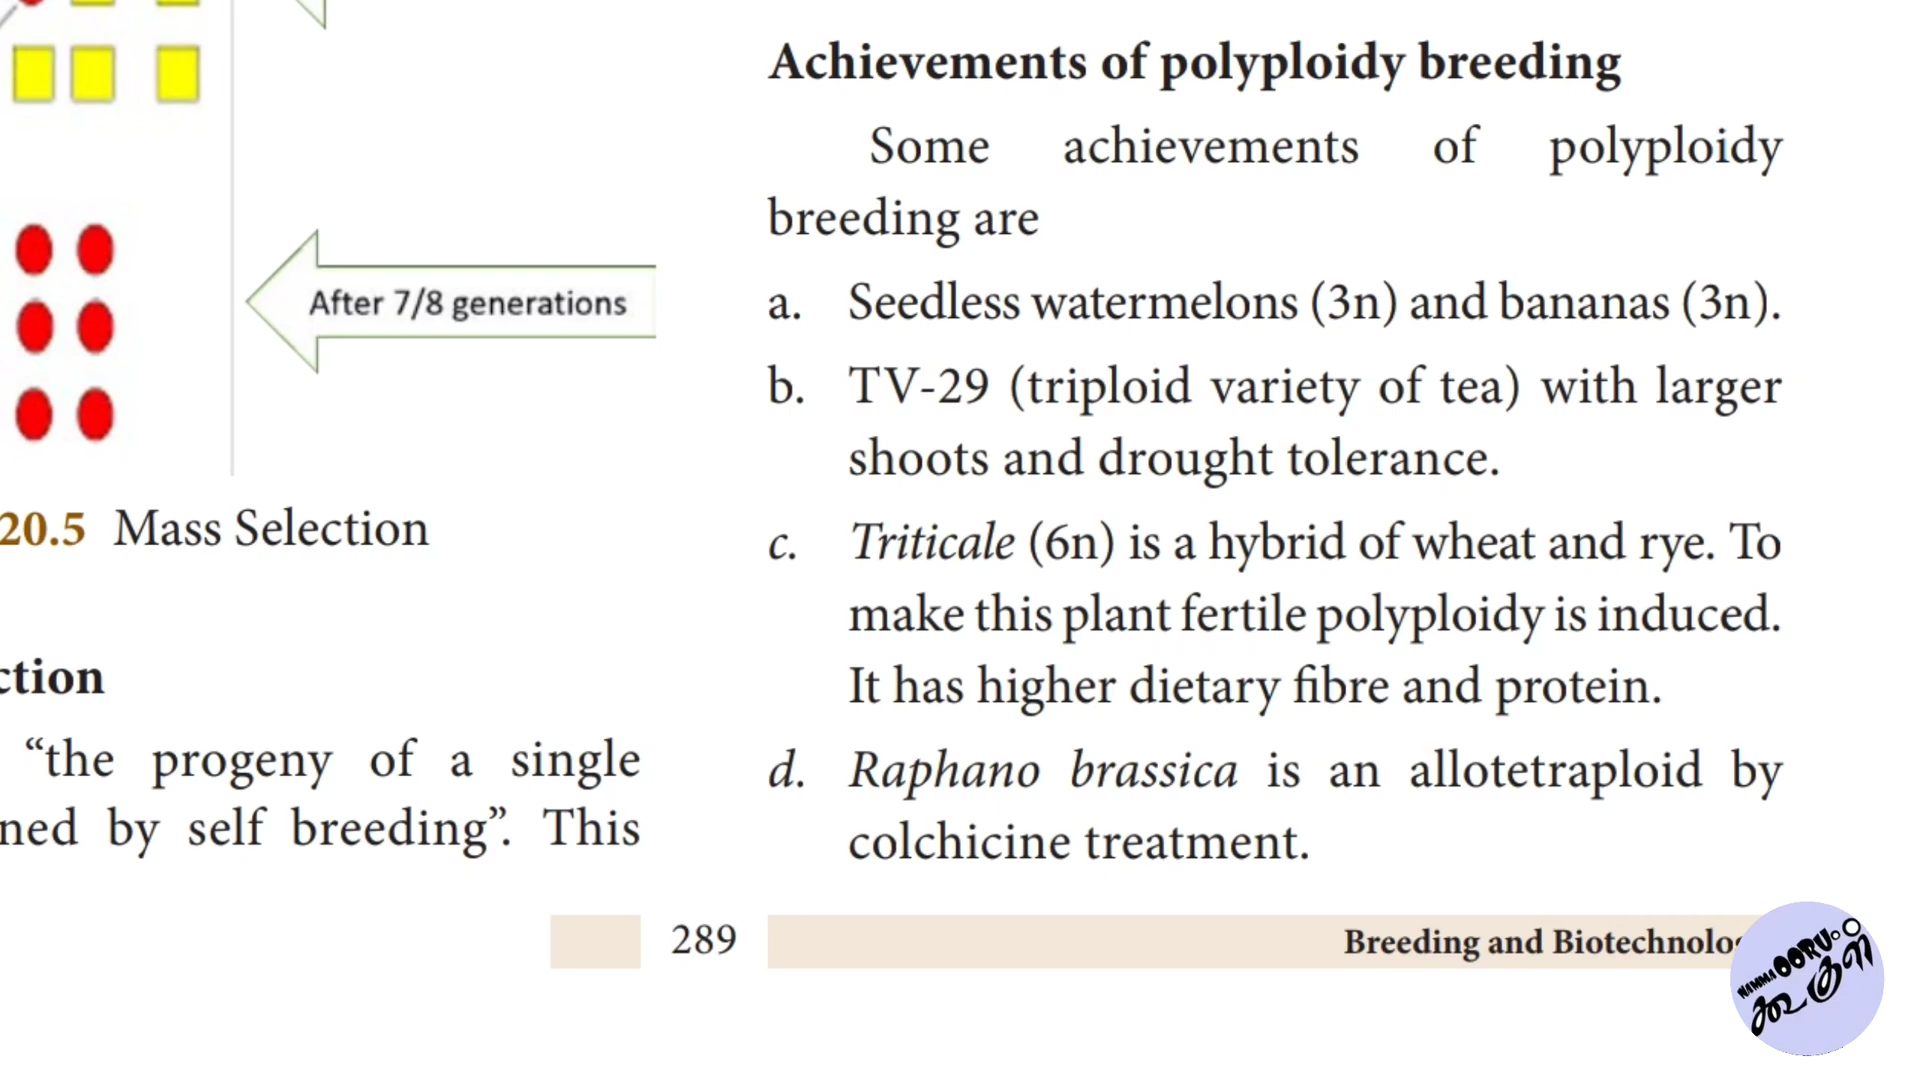 After 7/8 generations
20.5 Mass Selection
ction
“the progeny of a single
ned by self breeding”. This
Achievements of polyploidy breeding
Some achievements of polyploidy
breeding are
a. Seedless watermelons (3n) and bananas (3n).
b. TV-29 (triploid variety of tea) with larger
shoots and drought tolerance.
c. Triticale (6n) is a hybrid of wheat and rye. To
make this plant fertile polyploidy is induced.
It has higher dietary fibre and protein.
d. Raphano brassica is an allotetraploid by
colchicine treatment.
289
Breeding and Biotechnolo
NAMMA OORU